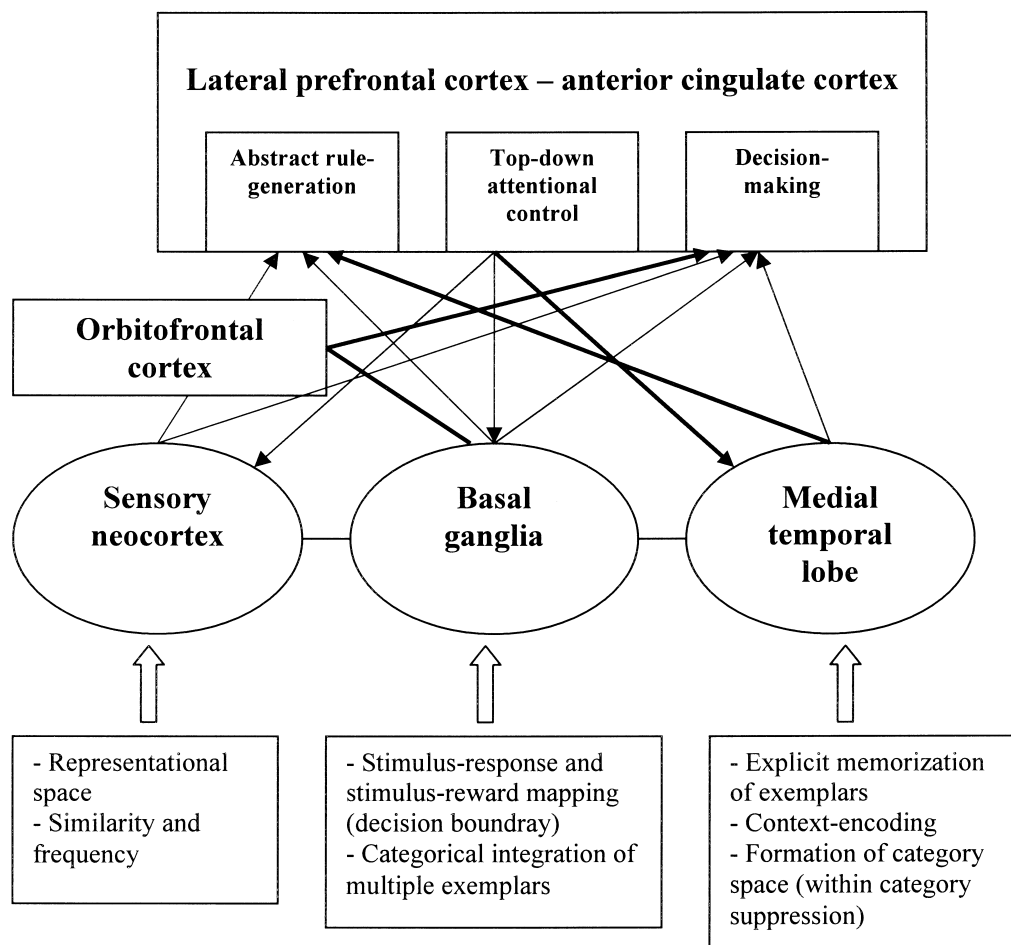 Lateral prefrontal cortex – anterior cingulate cortex
Abstract rule-
generation
Top-down
attentional
control
Decision-
making
Orbitofrontal
cortex
Sensory
neocortex
Basal
ganglia
Medial
temporal
lobe
- Representational
space
- Similarity and
frequency
- Stimulus-response and
stimulus-reward mapping
(decision boundray)
- Categorical integration of
multiple exemplars
- Explicit memorization
of exemplars
- Context-encoding
- Formation of category
space (within category
suppression)